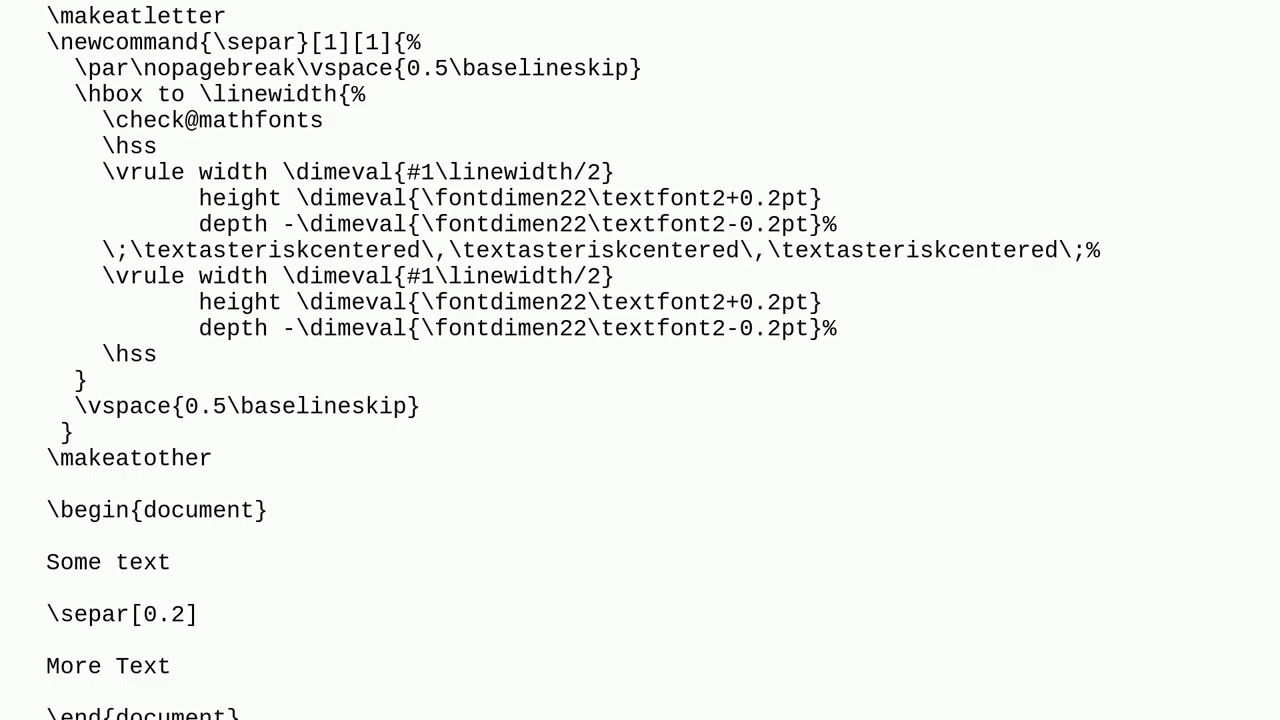 \makeatletter
\newcommand{\separ}[1][1]{%
  \par\nopagebreak\vspace{0.5\baselineskip}
  \hbox to \linewidth{%
    \check@mathfonts
    \hss
    \vrule width \dimeval{#1\linewidth/2}
           height \dimeval{\fontdimen22\textfont2+0.2pt}
           depth -\dimeval{\fontdimen22\textfont2-0.2pt}%
    \;\textasteriskcentered\,\textasteriskcentered\,\textasteriskcentered\;%
    \vrule width \dimeval{#1\linewidth/2}
           height \dimeval{\fontdimen22\textfont2+0.2pt}
           depth -\dimeval{\fontdimen22\textfont2-0.2pt}%
    \hss
  }
  \vspace{0.5\baselineskip}
 }
\makeatother

\begin{document}

Some text

\separ[0.2]

More Text

\end{document}